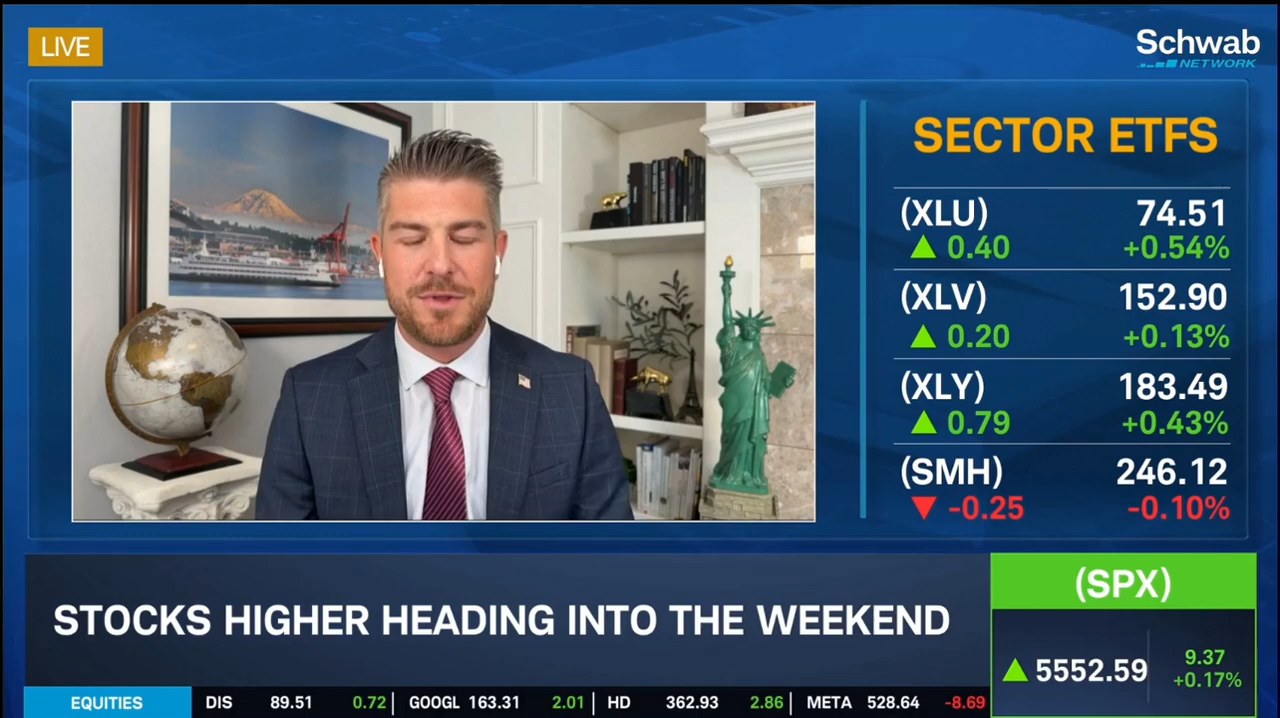 LIVE
Schwab
NETWORK
SECTOR ETFS
(XLU) 74.51
▲ 0.40 +0.54%
(XLV) 152.90
▲ 0.20 +0.13%
(XLY) 183.49
▲ 0.79 +0.43%
(SMH) 246.12
▼ -0.25 -0.10%
STOCKS HIGHER HEADING INTO THE WEEKEND
(SPX)
▲ 5552.59 9.37
+0.17%
EQUITIES DIS 89.51 0.72 GOOGL 163.31 2.01 HD 362.93 2.86 META 528.64 -8.69